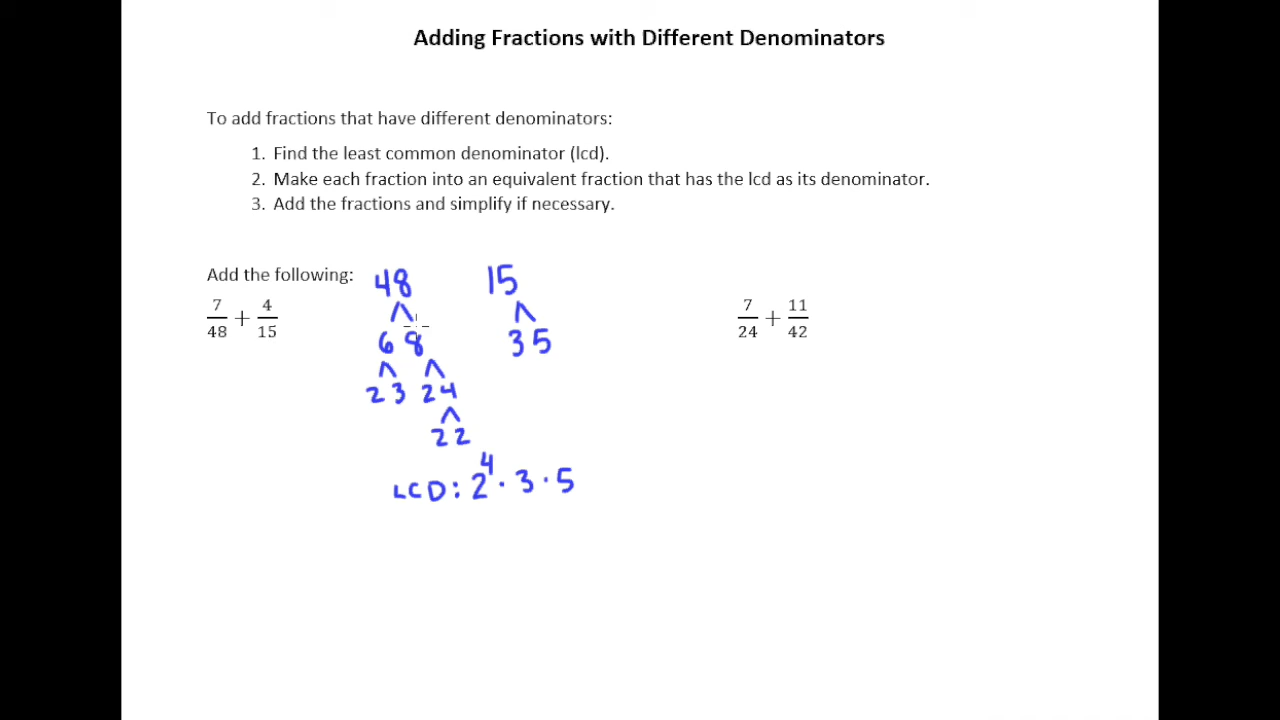 Adding Fractions with Different Denominators
To add fractions that have different denominators:
1. Find the least common denominator (lcd).
2. Make each fraction into an equivalent fraction that has the lcd as its denominator.
3. Add the fractions and simplify if necessary.
Add the following:
7/48 + 4/15
48 15
6 8 3 5
2 3 2 4
2 2
LCD: 2^4 · 3 · 5
7/24 + 11/42